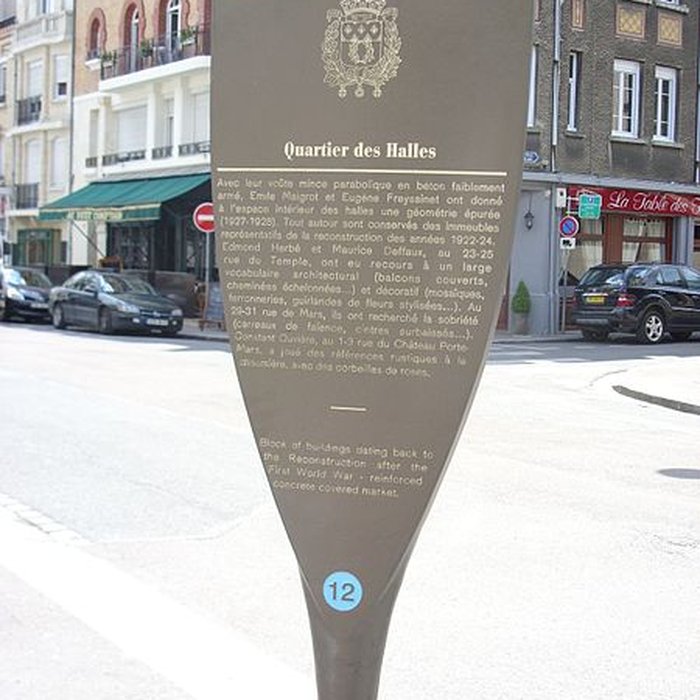 Quartier des Halles
Avec leur voûte mince parabolique en béton faiblement
armé, Emile Maigrot et Eugène Freyssinet ont donné
à l'espace intérieur des halles une géométrie épurée
(1927-1928). Tout autour sont conservés des immeubles
représentatifs de la reconstruction des années 1922-24.
Edmond Herbé et Maurice Deffaux, au 23-25
rue du Temple, ont eu recours à un large
vocabulaire architectural (balcons couverts,
cheminées échelonnées...) et décoratif (mosaïques,
ferronneries, guirlandes de fleurs stylisées...). Au
29-31 rue de Mars, ils ont recherché la sobriété
(carreaux de faïence, cintres surbaissés...).
Constant Ouvière, au 1-3 rue du Château Porte
Mars, a joué des références rustiques à la
chaumière, avec des corbeilles de roses.
Block of buildings dating back to
the Reconstruction after the
First World War - reinforced
concrete covered market.
12
La Table des